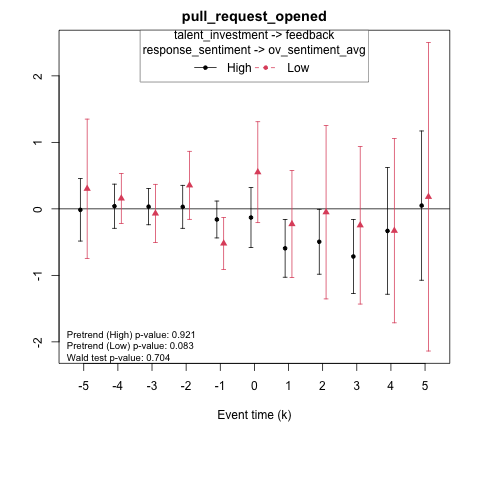 pull_request_opened
talent_investment -> feedback
response_sentiment -> ov_sentiment_avg
High Low
2
1
0
-1
-2
Pretrend (High) p-value: 0.921
Pretrend (Low) p-value: 0.083
Wald test p-value: 0.704
-5 -4 -3 -2 -1 0 1 2 3 4 5
Event time (k)